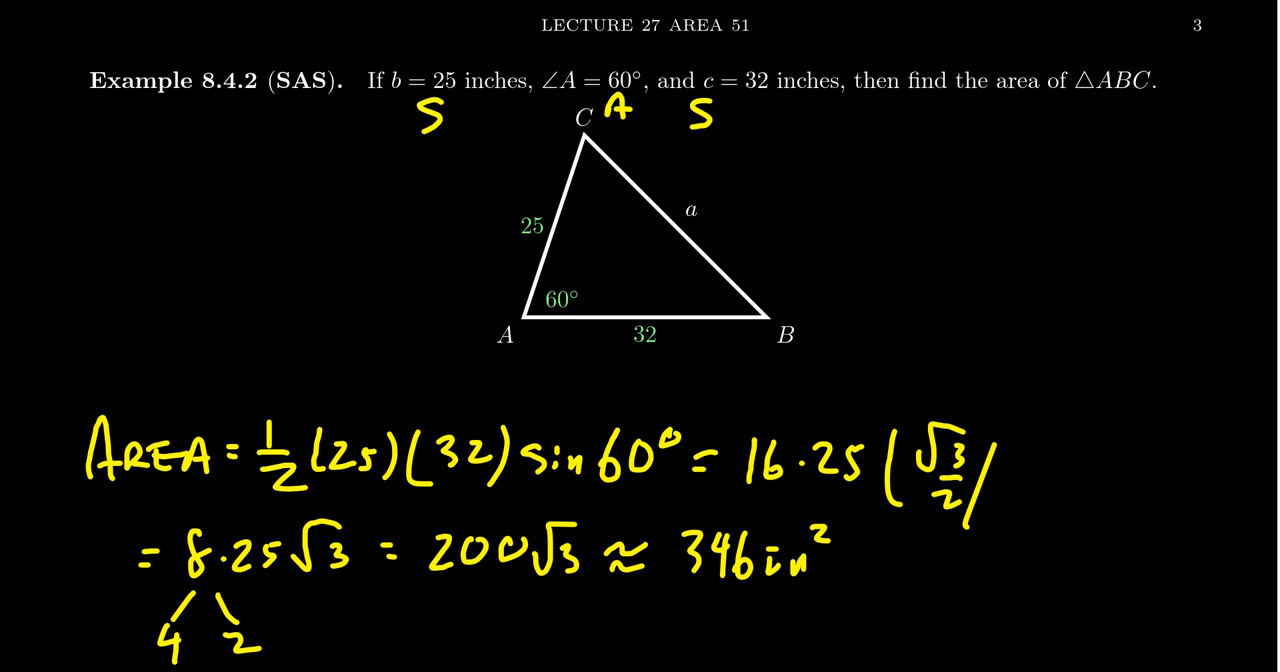 LECTURE 27 AREA 51 3
Example 8.4.2 (SAS). If b = 25 inches, ∠A = 60°, and c = 32 inches, then find the area of △ABC.
S A S
C
25 a
60°
A 32 B
AREA = 1/2 (25)(32) sin 60° = 16·25 (√3/2)
= 8·25√3 = 200√3 ≈ 346 in²
4 2